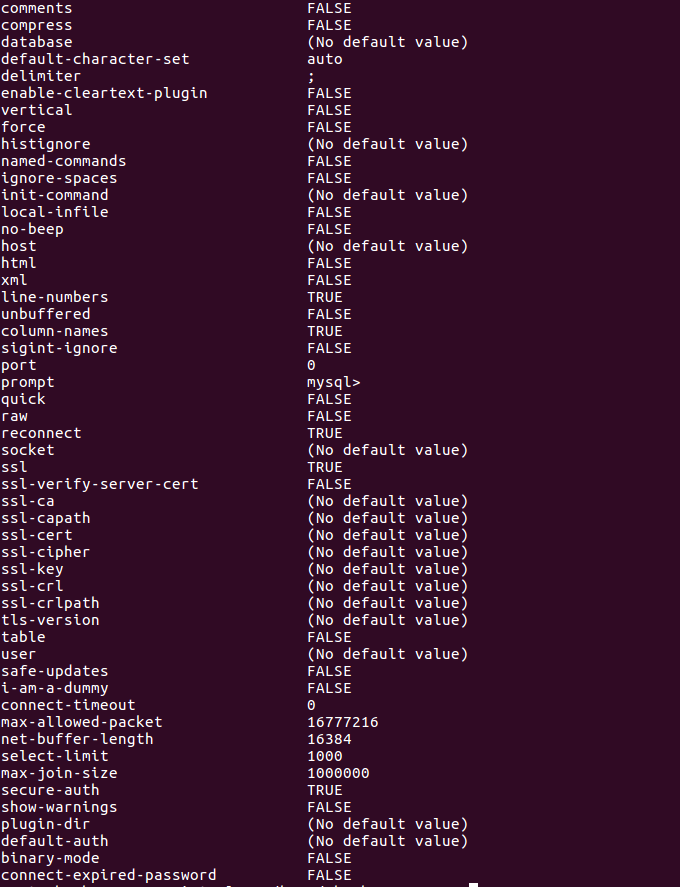 comments FALSE
compress FALSE
database (No default value)
default-character-set auto
delimiter ;
enable-cleartext-plugin FALSE
vertical FALSE
force FALSE
histignore (No default value)
named-commands FALSE
ignore-spaces FALSE
init-command (No default value)
local-infile FALSE
no-beep FALSE
host (No default value)
html FALSE
xml FALSE
line-numbers TRUE
unbuffered FALSE
column-names TRUE
sigint-ignore FALSE
port 0
prompt mysql>
quick FALSE
raw FALSE
reconnect TRUE
socket (No default value)
ssl TRUE
ssl-verify-server-cert FALSE
ssl-ca (No default value)
ssl-capath (No default value)
ssl-cert (No default value)
ssl-cipher (No default value)
ssl-key (No default value)
ssl-crl (No default value)
ssl-crlpath (No default value)
tls-version (No default value)
table FALSE
user (No default value)
safe-updates FALSE
i-am-a-dummy FALSE
connect-timeout 0
max-allowed-packet 16777216
net-buffer-length 16384
select-limit 1000
max-join-size 1000000
secure-auth TRUE
show-warnings FALSE
plugin-dir (No default value)
default-auth (No default value)
binary-mode FALSE
connect-expired-password FALSE